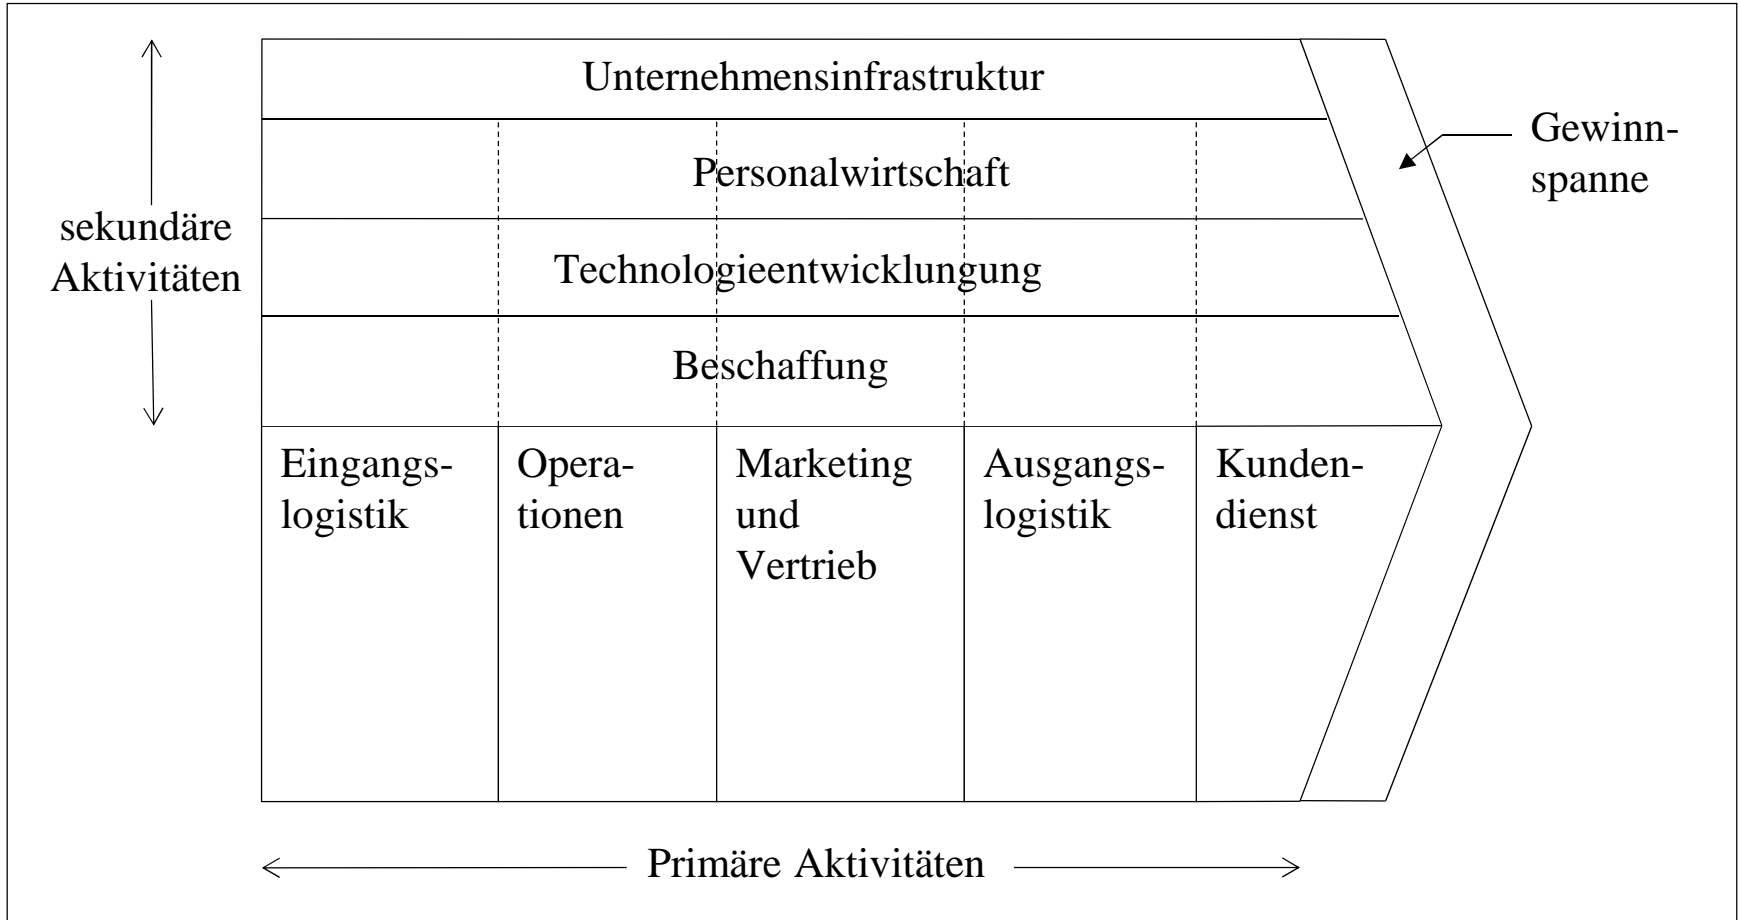 Unternehmensinfrastruktur
Gewinn-
spanne
Personalwirtschaft
sekundäre
Aktivitäten
Technologieentwicklungung
Beschaffung
Eingangs-
logistik
Opera-
tionen
Marketing
und
Vertrieb
Ausgangs-
logistik
Kunden-
dienst
Primäre Aktivitäten